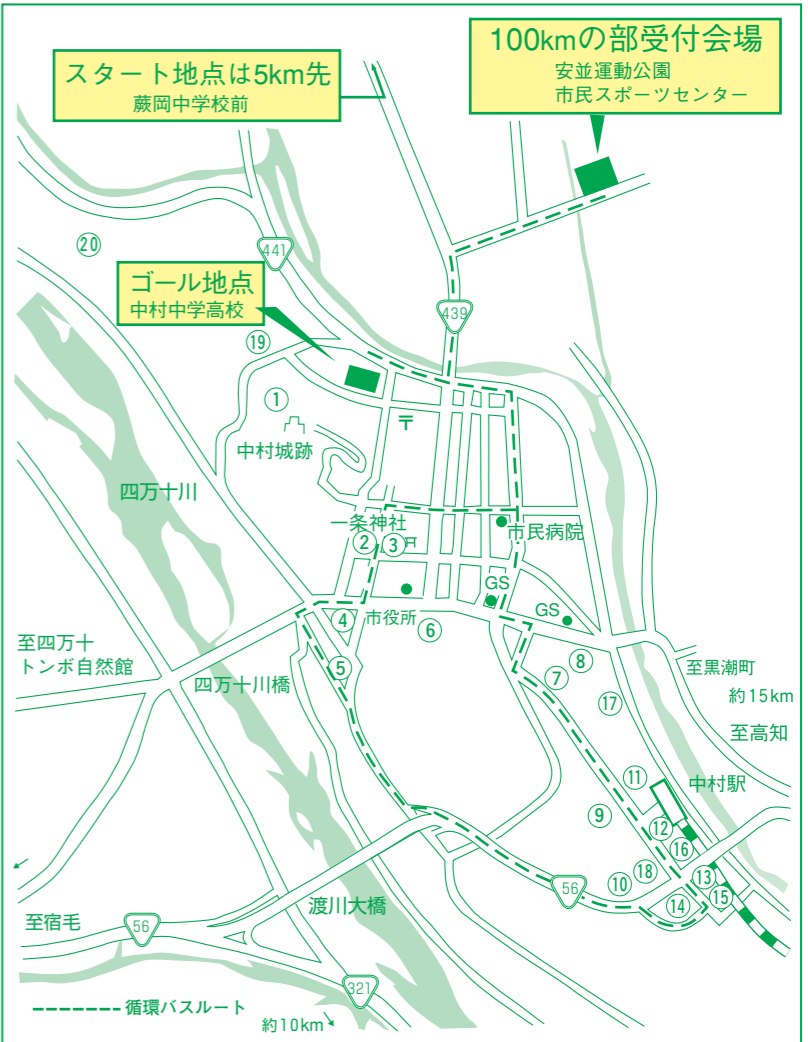 スタート地点は5km先
蕨岡中学校前
100kmの部受付会場
安並運動公園
市民スポーツセンター
⑳
441
ゴール地点
中村中学高校
439
⑲
①
〒
中村城跡
四万十川
一条神社
②
③
市民病院
GS
GS
④
市役所
⑥
至四万十
トンボ自然館
⑤
四万十川橋
⑧
⑦
至黒潮町
約15km
⑰
至高知
⑪
中村駅
⑨
⑫
⑯
⑱
⑬
⑩
56
⑭
⑮
渡川大橋
至宿毛
56
321
循環バスルート
約10km